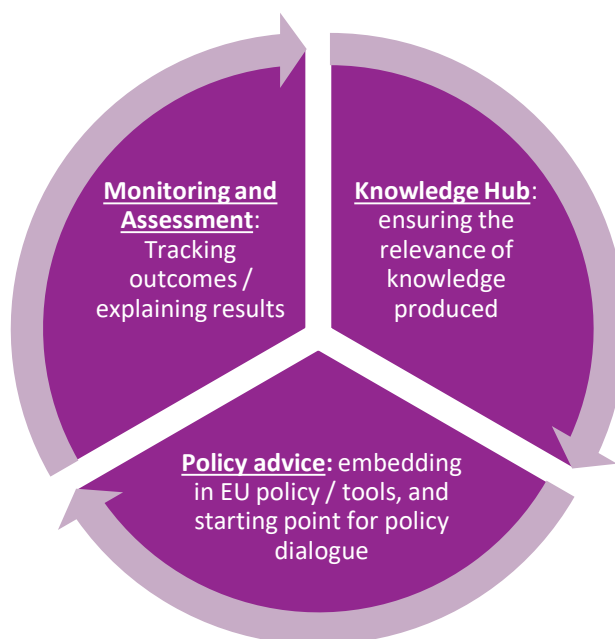 Monitoring and
Assessment:
Tracking
outcomes /
explaining results
Knowledge Hub:
ensuring the
relevance of
knowledge
produced
Policy advice: embedding
in EU policy / tools, and
starting point for policy
dialogue